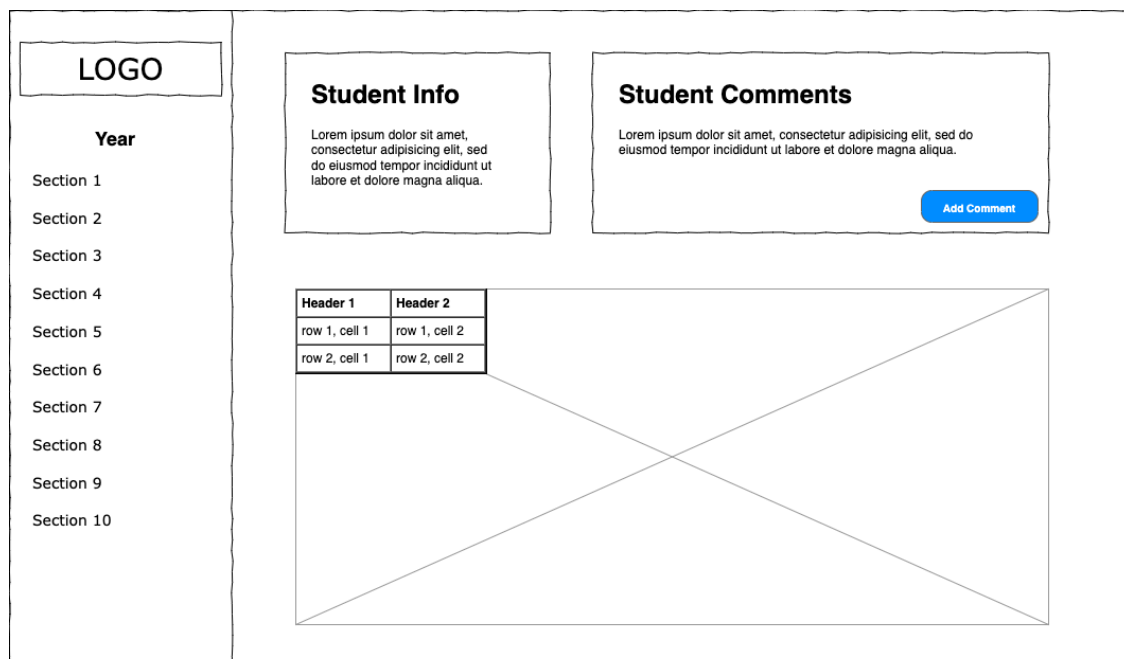 LOGO
Year
Section 1
Section 2
Section 3
Section 4
Section 5
Section 6
Section 7
Section 8
Section 9
Section 10
Student Info
Lorem ipsum dolor sit amet,
consectetur adipisicing elit, sed
do eiusmod tempor incididunt ut
labore et dolore magna aliqua.
Student Comments
Lorem ipsum dolor sit amet, consectetur adipisicing elit, sed do
eiusmod tempor incididunt ut labore et dolore magna aliqua.
Add Comment
Header 1 Header 2
row 1, cell 1 row 1, cell 2
row 2, cell 1 row 2, cell 2